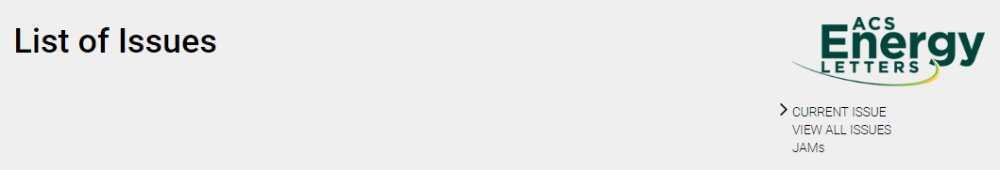 List of Issues
ACS
Energy
LETTERS
CURRENT ISSUE
VIEW ALL ISSUES
JAMs